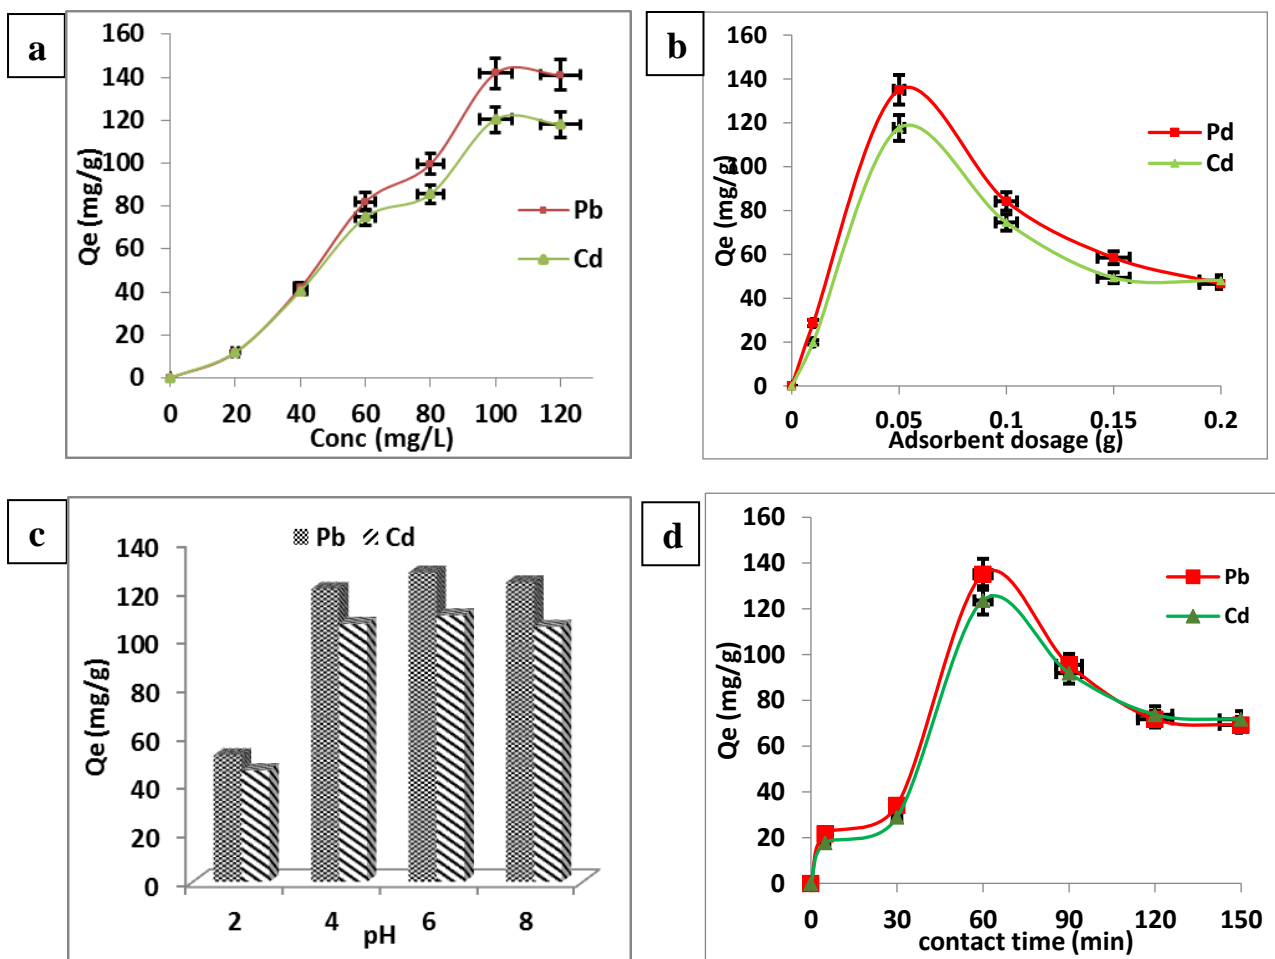 a
160
140
120
100
80
60
40
20
0
Qe (mg/g)
Pb
Cd
0 20 40 60 80 100 120
Conc (mg/L)
b
160
140
120
100
80
60
40
20
0
Qe (mg/g)
Pd
Cd
0 0.05 0.1 0.15 0.2
Adsorbent dosage (g)
c
Pb Cd
140
120
100
80
60
40
20
0
Qe (mg/g)
2 4 6 8
pH
d
160
140
120
100
80
60
40
20
0
Qe (mg/g)
Pb
Cd
0 30 60 90 120 150
contact time (min)